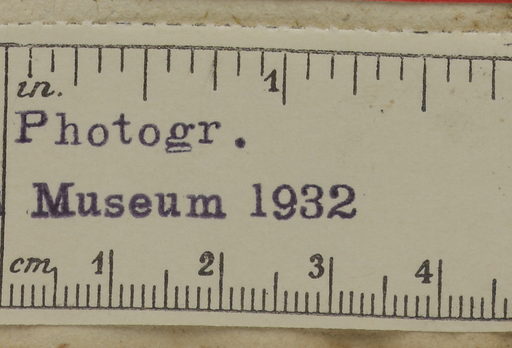 in. 1
Photogr.
Museum 1932
cm 1 2 3 4